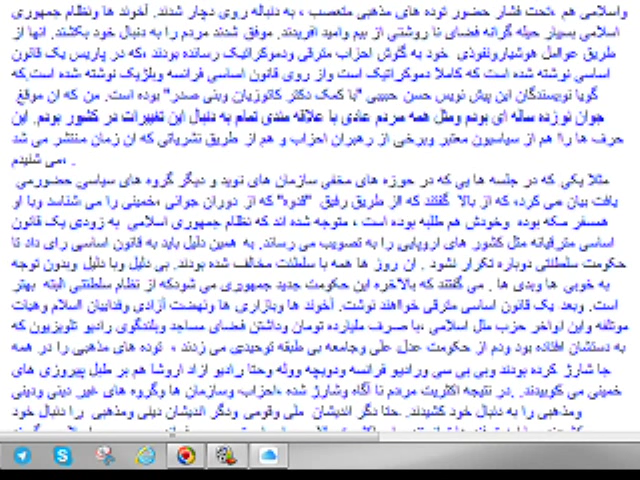 واسلامی هم ،تحت فشار حضور توده های مذهبی متعصب ، به دنباله روی دچار شدند. آخوند ها ونظام جمهوری
اسلامی بسیار حیله گرانه فضای نا روشنی از بیم وامید آفریدند. موفق شدند مردم را به دنبال خود بکشند. آنها از
طریق عوامل هوشیارونفوذی خود به گوش احزاب مترقی ودموکراتیک رسانده بودند ،که در پاریس یک قانون
اساسی نوشته شده است که کاملا دموکراتیک است واز روی قانون اساسی فرانسه وبلژیک نوشته شده است.که
گویا نویسندگان این پیش نویس حسن حبیبی "با کمک دکتر کاتوزیان وبنی صدر" بوده است. من که آن موقع
جوان نوزده ساله ای بودم ومثل همه مردم عادی با علاقه مندی تمام به دنبال این تغییرات در کشور بودم. این
حرف ها را هم از سیاسیون معتبر وبرخی از رهبران احزاب و هم از طریق نشریاتی که آن زمان منتشر می شد
،می شنیدم .
مثلا یکی که در جلسه ها یی که در حوزه های مخفی سازمان های نوید و دیگر گروه های سیاسی حضورمی
یافت بیان می کرد، که از بالا گفتند که از طریق رفیق "قدوه" که از دوران جوانی ،خمینی را می شناسد وبا او
همسفر مکه بوده وخودش هم طلبه بوده است ، متوجه شده اند که نظام جمهوری اسلامی به زودی یک قانون
اساسی مترقیانه مثل کشور های اروپایی را به تصویب می رساند. به همین دلیل باید به قانون اساسی رای داد تا
حکومت سلطنتی دوباره تکرار نشود . آن روز ها همه با سلطنت مخالف شده بودند. بی دلیل وبا دلیل وبدون توجه
به خوبی ها وبدی ها . می گفتند که بالاخره این حکومت جدید جمهوری می شودکه از نظام سلطنتی البته بهتر
است. وبعد یک قانون اساسی مترقی خواهند نوشت. آخوند ها وبازاری ها ونهضت آزادی وفداییان اسلام وهیات
موتلفه واین اواخر حزب ملل اسلامی ،با صرف ملیارده تومان وداشتن فضای مساجد وبلندگوی رادیو تلویزیون که
به دستشان افتاده بود ودم از حکومت عدل علی وجامعه بی طبقه توحیدی می زدند ، توده های مذهبی را در همه
جا شارژ کرده بودند وبی بی سی ورادیو فرانسه ودویچه ووله وحتا رادیو آزاد اروپا هم بر طبل پیروزی های
خمینی می کوبیدند. .در نتیجه اکثریت مردم نا آگاه وشارژ شده ،احزاب وسازمان ها وگروه های غیر دینی ودینی
ومذهبی را به دنبال خود کشیدند. حتا دگر اندیشان ملی وقومی ودگر اندیشان دینی ومذهبی را بدنبال خود